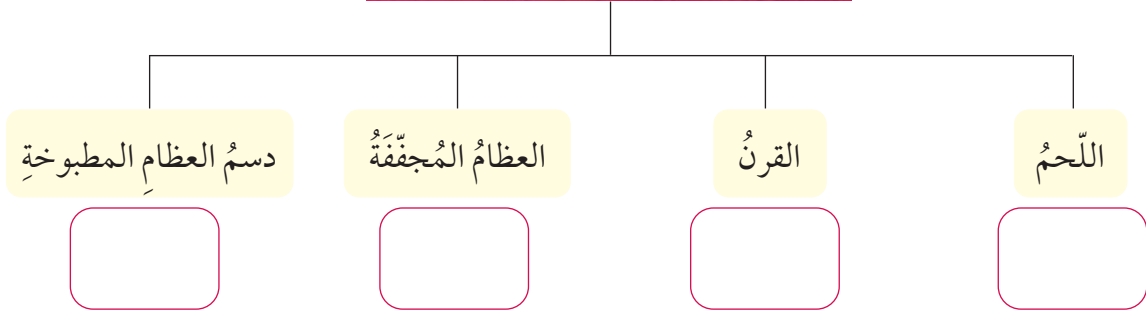 اللّحمُ
القرنُ
العظامُ المُجفّفَةُ
دسمُ العظامِ المطبوخةِ